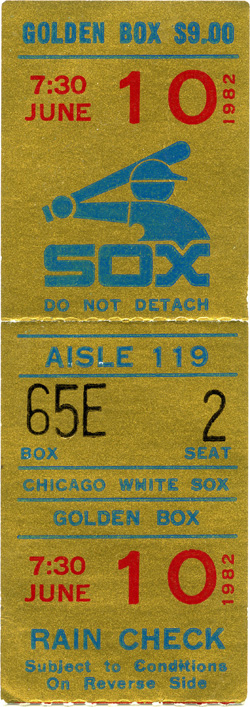 GOLDEN BOX $9.00
7:30
JUNE 10 1982
SOX
DO NOT DETACH
AISLE 119
65E 2
BOX SEAT
CHICAGO WHITE SOX
GOLDEN BOX
7:30
JUNE 10 1982
RAIN CHECK
Subject to Conditions
On Reverse Side